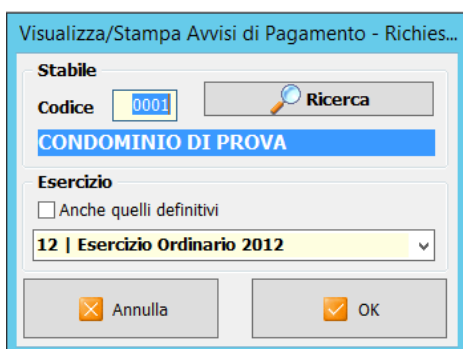 Visualizza/Stampa Avvisi di Pagamento - Richies...
Stabile
Codice 0001 Ricerca
CONDOMINIO DI PROVA
Esercizio
Anche quelli definitivi
12 | Esercizio Ordinario 2012
Annulla OK